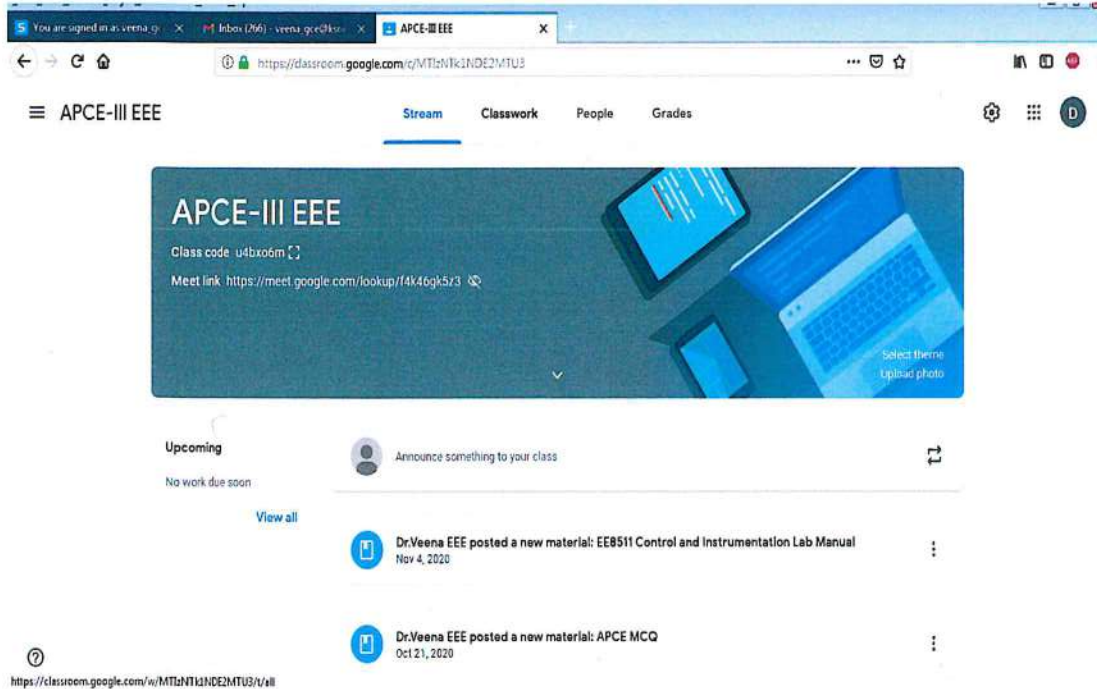 You are signed in as veena_g
Inbox (266) - veena_gce@ksr
APCE-III EEE
https://classroom.google.com/c/MTIzNTk1NDE2MTU3
APCE-III EEE
Stream Classwork People Grades
D
APCE-III EEE
Class code u4bxo6m
Meet link https://meet.google.com/lookup/f4k46gk5z3
Select theme
Upload photo
Upcoming
No work due soon
View all
Announce something to your class
Dr.Veena EEE posted a new material: EE8511 Control and Instrumentation Lab Manual
Nov 4, 2020
Dr.Veena EEE posted a new material: APCE MCQ
Oct 21, 2020
https://classroom.google.com/w/MTIzNTk1NDE2MTU3/t/all